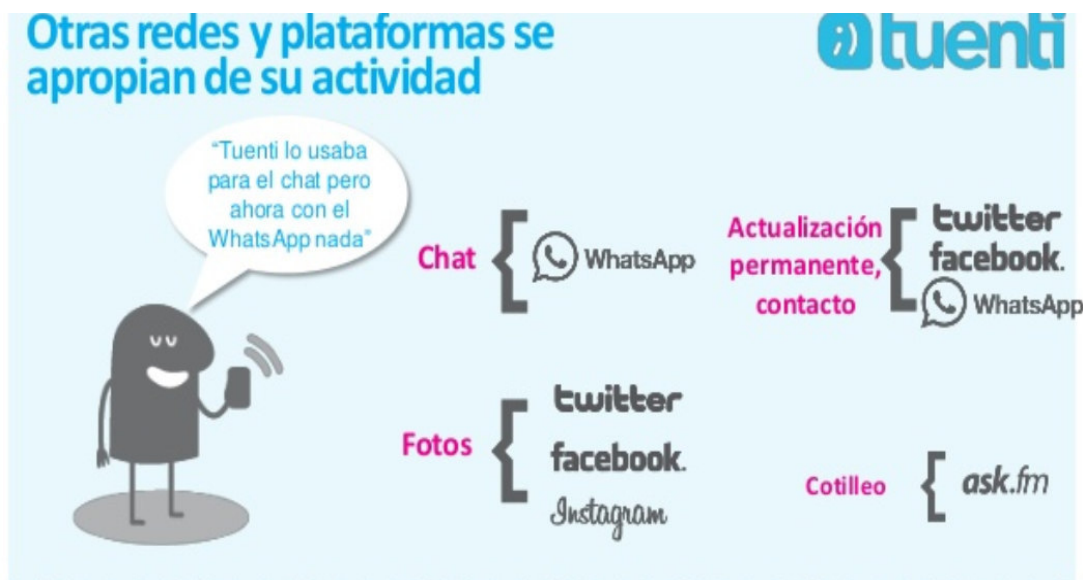 Otras redes y plataformas se
apropian de su actividad
tuenti
“Tuenti lo usaba
para el chat pero
ahora con el
WhatsApp nada”
Chat
WhatsApp
Actualización
permanente,
contacto
twitter
facebook.
WhatsApp
Fotos
twitter
facebook.
Instagram
Cotilleo
ask.fm